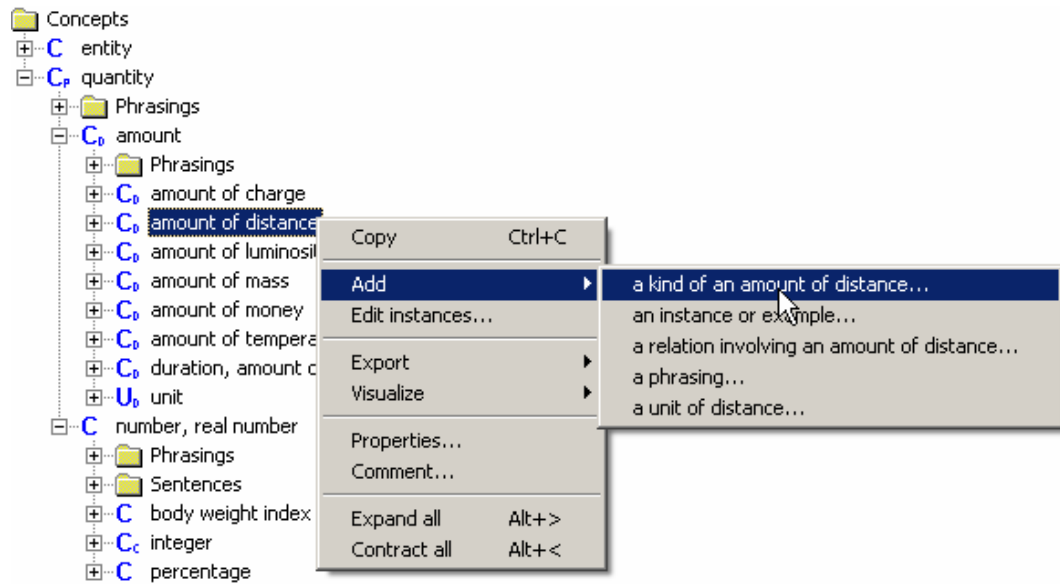 Concepts
C entity
Cp quantity
Phrasings
CD amount
Phrasings
CD amount of charge
CD amount of distance
CD amount of luminosi
CD amount of mass
CD amount of money
CD amount of tempera
CD duration, amount o
UD unit
C number, real number
Phrasings
Sentences
C body weight index
Cc integer
C percentage
Copy Ctrl+C
Add
Edit instances...
Export
Visualize
Properties...
Comment...
Expand all Alt+>
Contract all Alt+<
a kind of an amount of distance...
an instance or example...
a relation involving an amount of distance...
a phrasing...
a unit of distance...